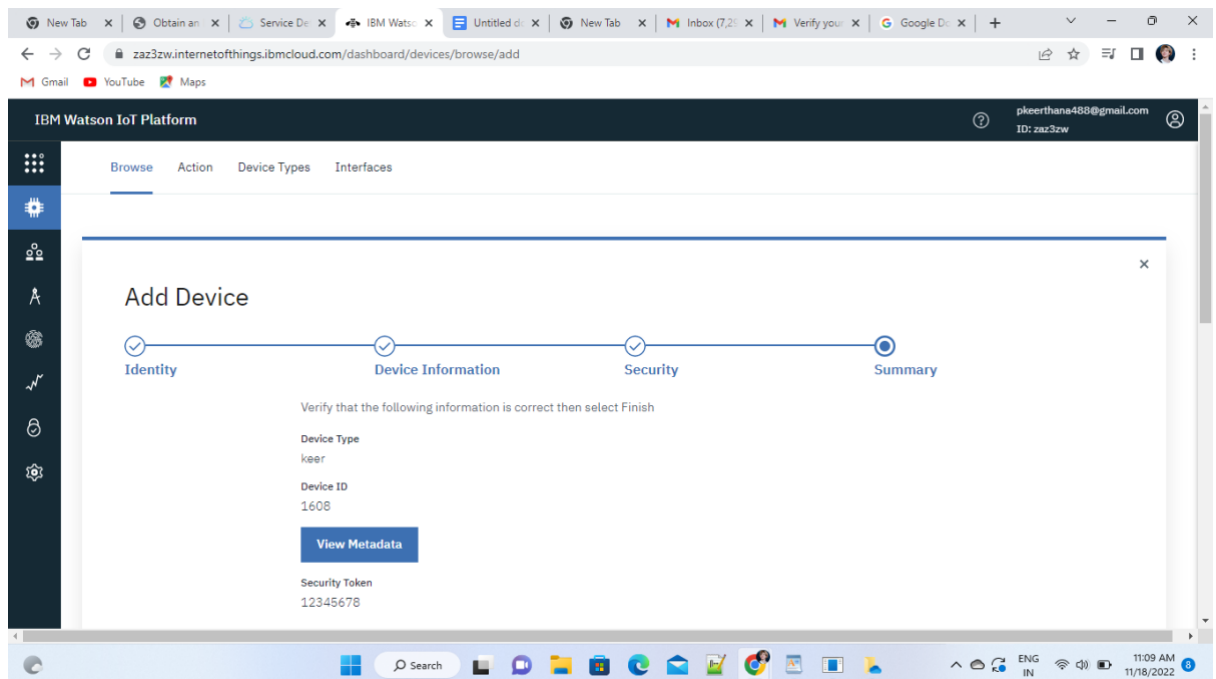 New Tab
Obtain an
Service De
IBM Watso
Untitled do
New Tab
Inbox (7,29
Verify your
Google Do
zaz3zw.internetofthings.ibmcloud.com/dashboard/devices/browse/add
Gmail YouTube Maps
IBM Watson IoT Platform
pkeerthana488@gmail.com
ID: zaz3zw
Browse Action Device Types Interfaces
Add Device
Identity Device Information Security Summary
Verify that the following information is correct then select Finish
Device Type
keer
Device ID
1608
View Metadata
Security Token
12345678
Search
ENG
IN
11:09 AM
11/18/2022
8